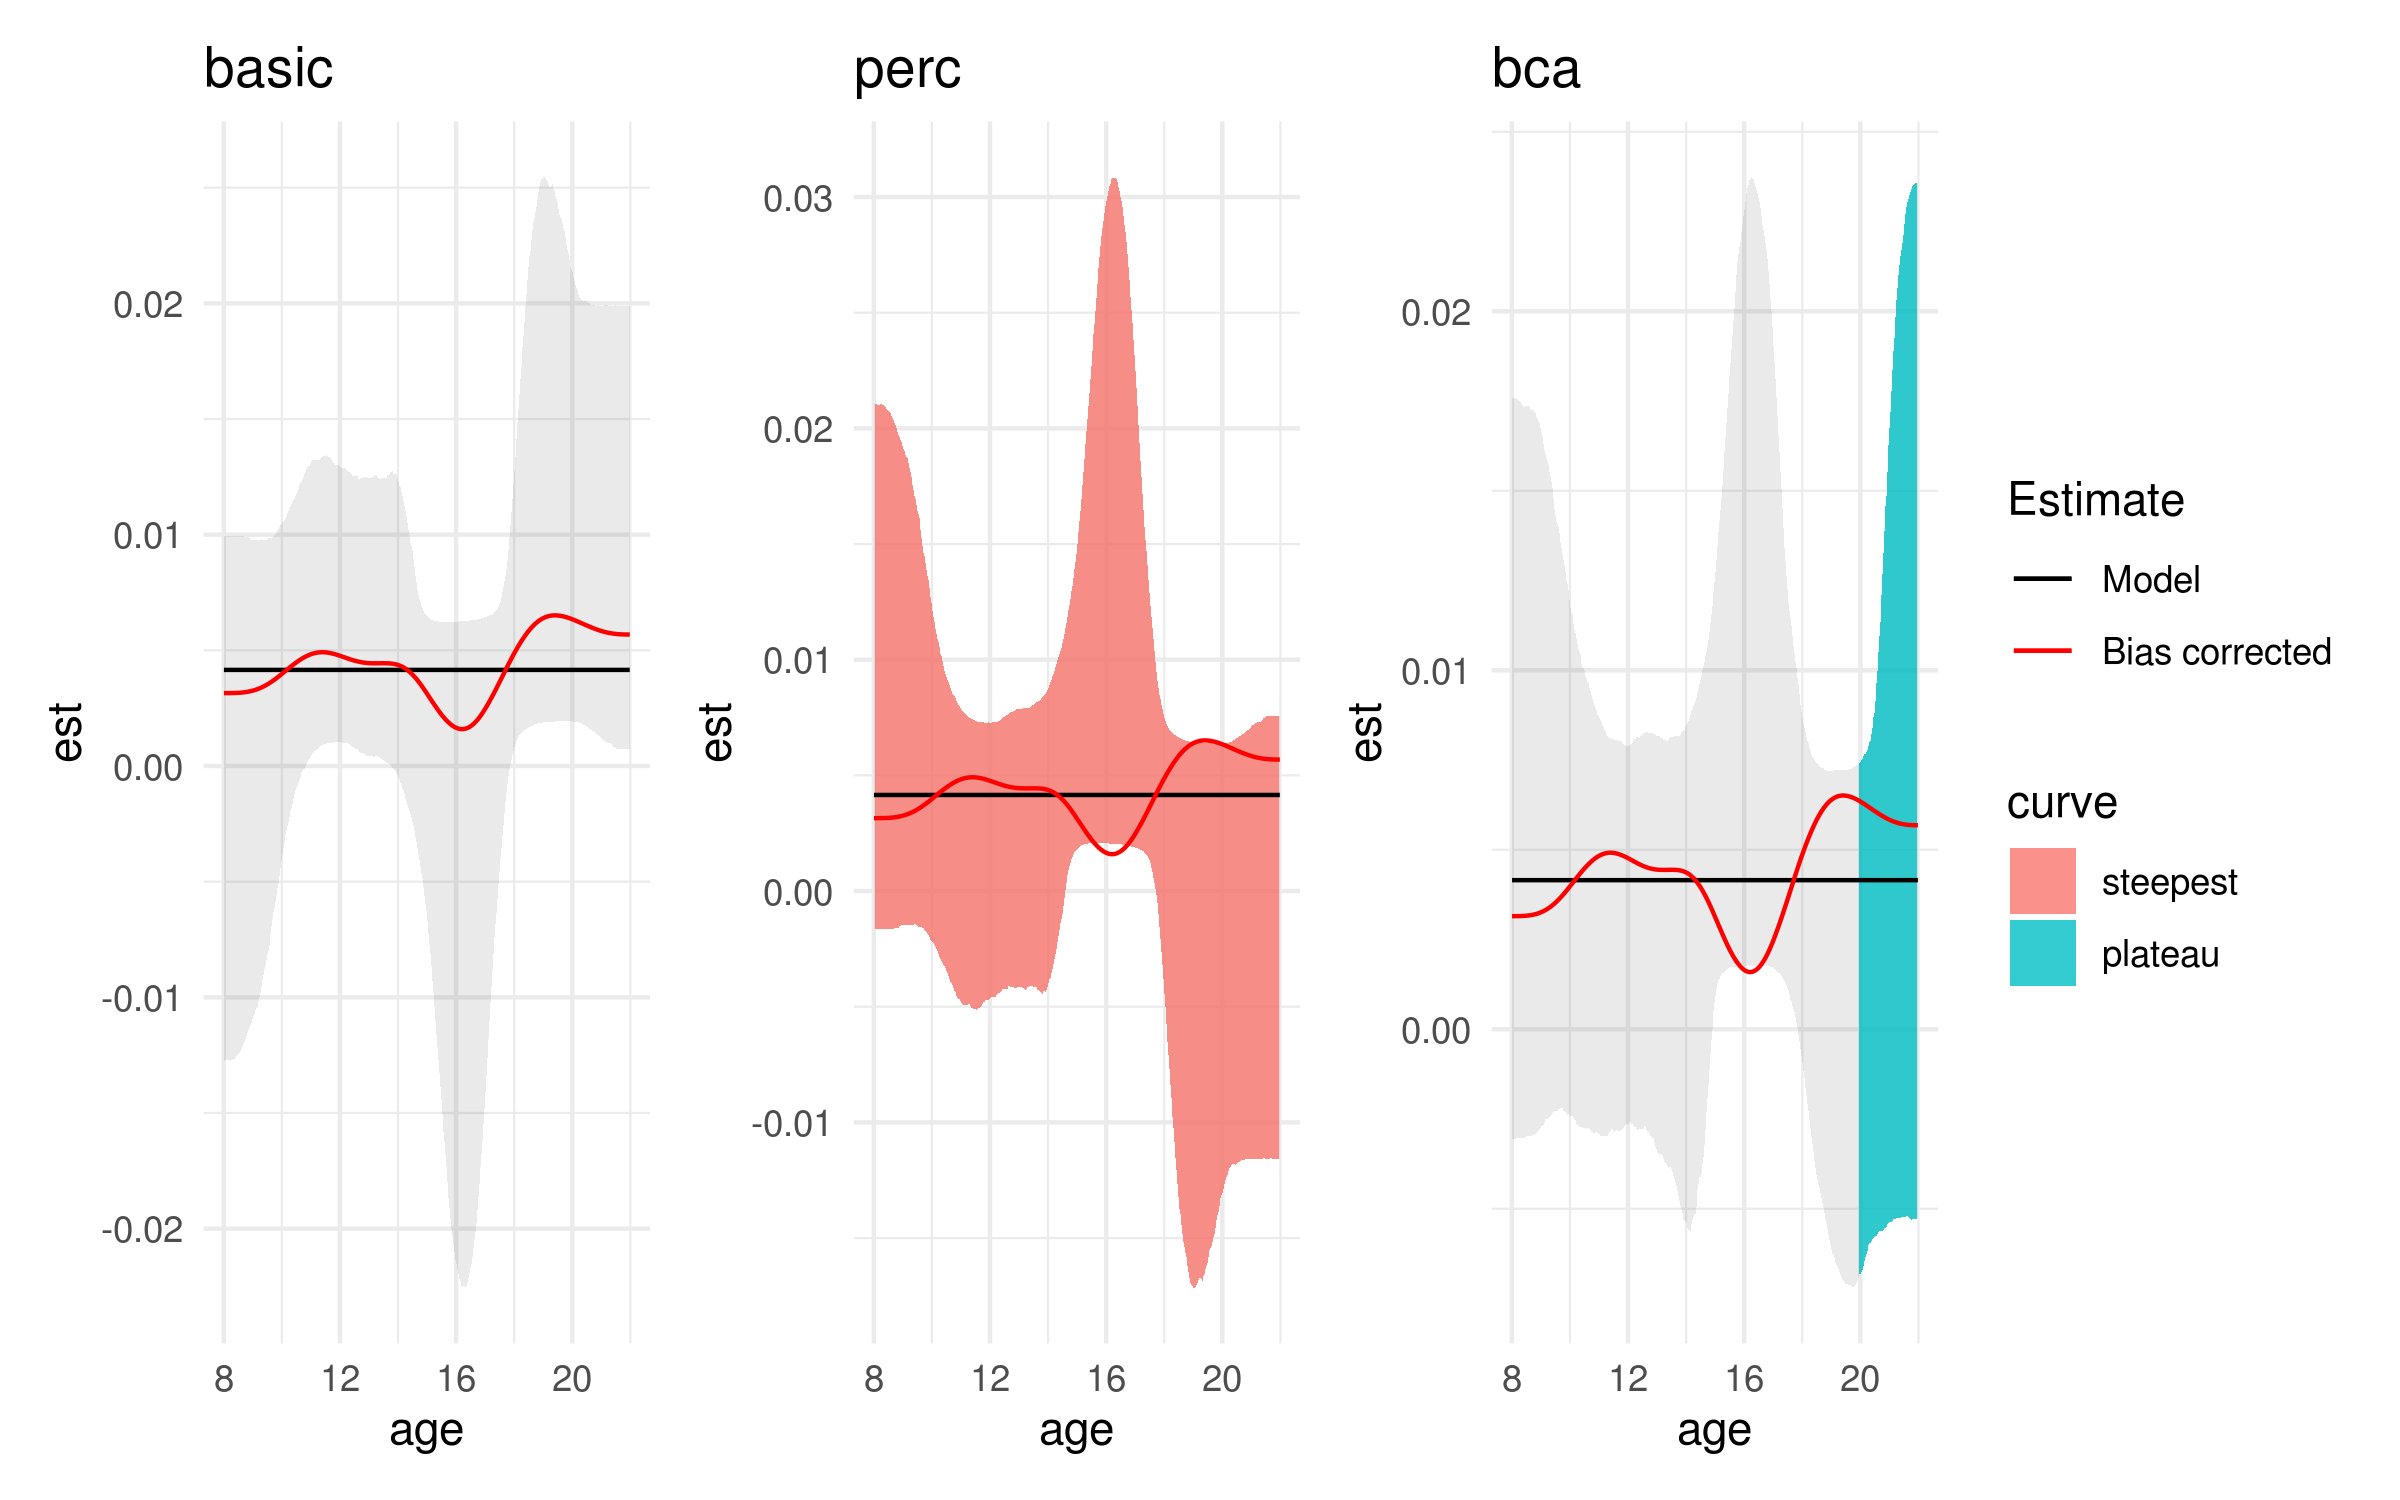 basic
perc
bca
est
0.02
0.01
0.00
-0.01
-0.02
8 12 16 20
age
est
0.03
0.02
0.01
0.00
-0.01
8 12 16 20
age
est
0.02
0.01
0.00
8 12 16 20
age
Estimate
Model
Bias corrected
curve
steepest
plateau